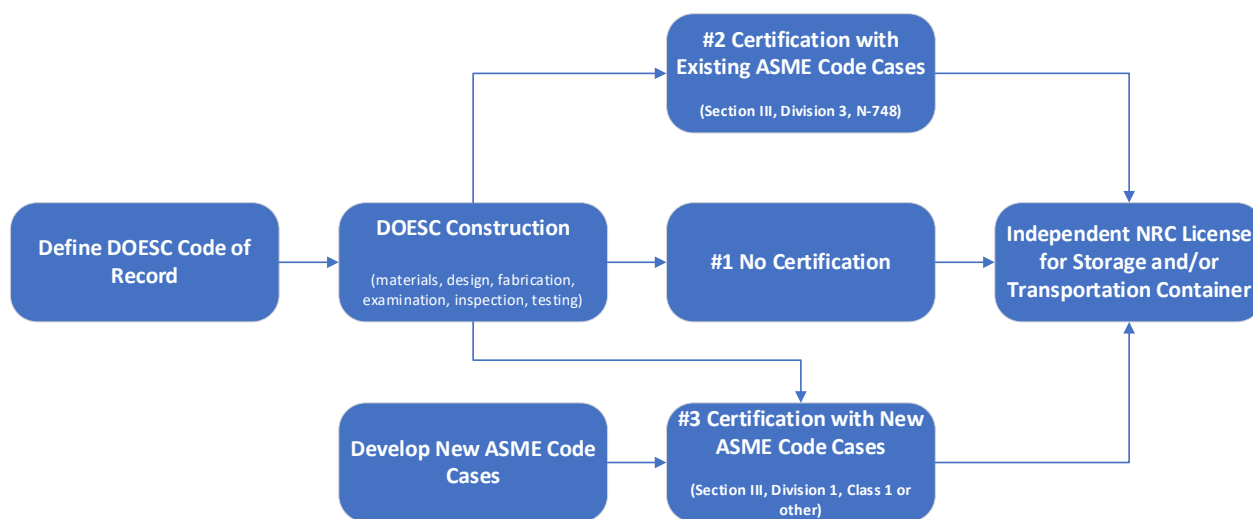 #2 Certification with
Existing ASME Code Cases
(Section III, Division 3, N-748)
Define DOESC Code of
Record
DOESC Construction
(materials, design, fabrication,
examination, inspection, testing)
#1 No Certification
Independent NRC License
for Storage and/or
Transportation Container
Develop New ASME Code
Cases
#3 Certification with New
ASME Code Cases
(Section III, Division 1, Class 1 or
other)